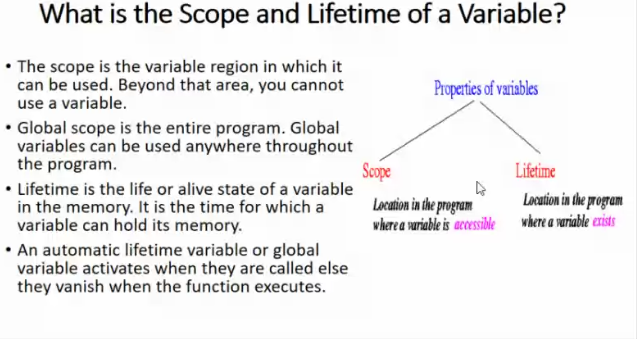 What is the Scope and Lifetime of a Variable?
• The scope is the variable region in which it
can be used. Beyond that area, you cannot
use a variable.
• Global scope is the entire program. Global
variables can be used anywhere throughout
the program.
• Lifetime is the life or alive state of a variable
in the memory. It is the time for which a
variable can hold its memory.
• An automatic lifetime variable or global
variable activates when they are called else
they vanish when the function executes.
Properties of variables
Scope
Location in the program
where a variable is accessible
Lifetime
Location in the program
where a variable exists